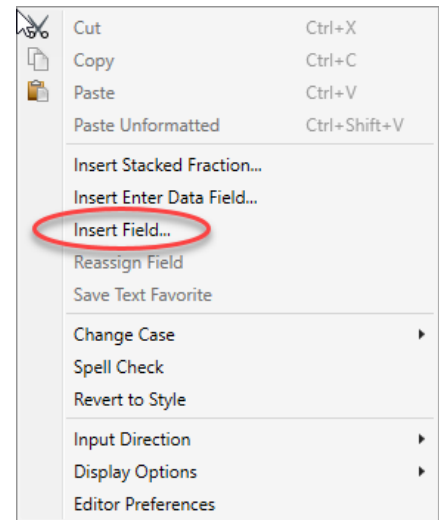 Cut Ctrl+X
Copy Ctrl+C
Paste Ctrl+V
Paste Unformatted Ctrl+Shift+V
Insert Stacked Fraction...
Insert Enter Data Field...
Insert Field...
Reassign Field
Save Text Favorite
Change Case
Spell Check
Revert to Style
Input Direction
Display Options
Editor Preferences